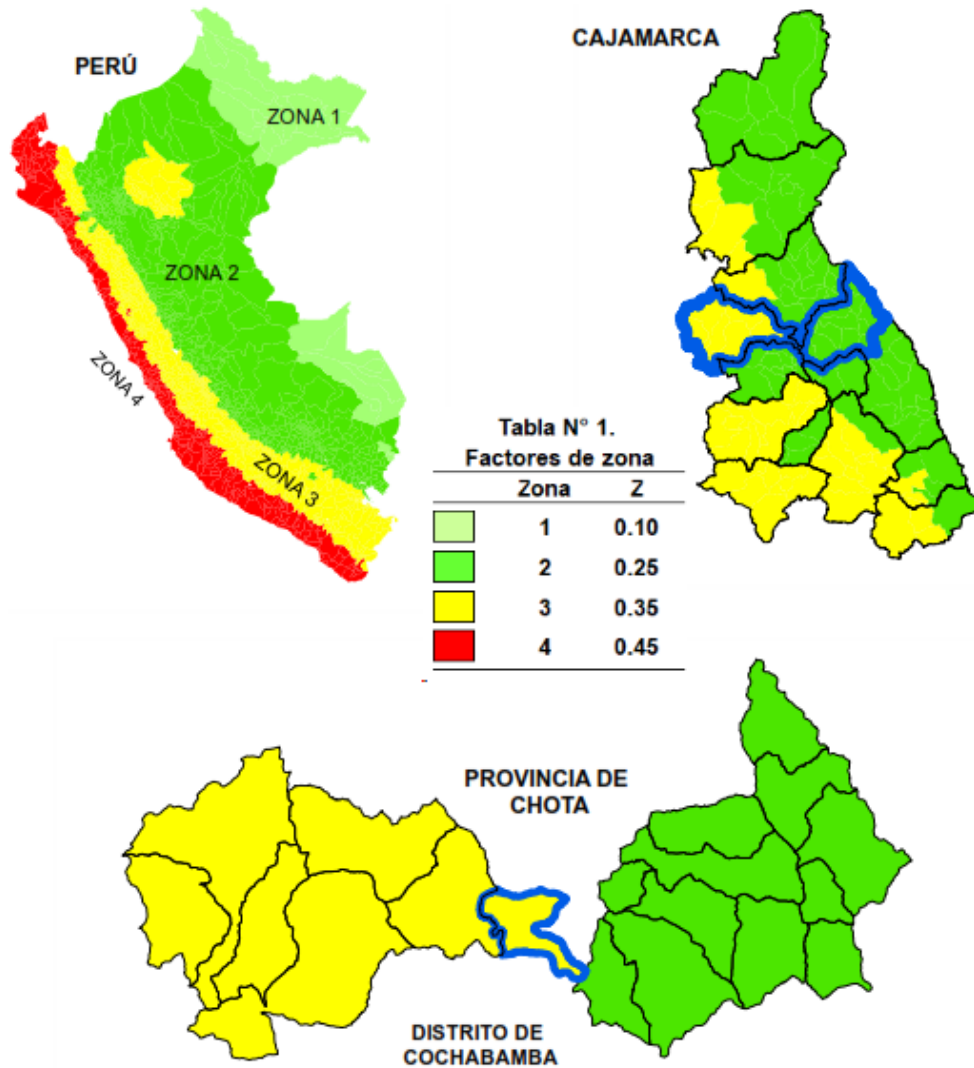 PERÚ
ZONA 1
ZONA 2
ZONA 4
ZONA 3
CAJAMARCA
Tabla N° 1.
Factores de zona
Zona Z
1 0.10
2 0.25
3 0.35
4 0.45
PROVINCIA DE
CHOTA
DISTRITO DE
COCHABAMBA